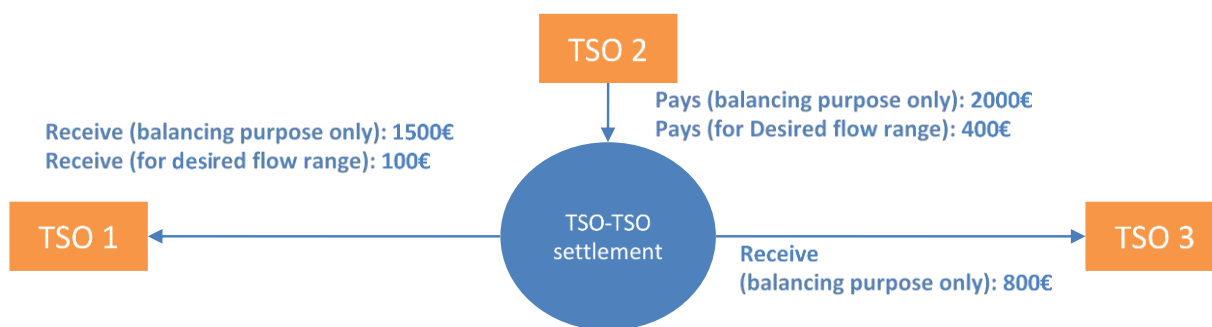 TSO 2
Pays (balancing purpose only): 2000€
Pays (for Desired flow range): 400€
Receive (balancing purpose only): 1500€
Receive (for desired flow range): 100€
TSO 1
TSO-TSO
settlement
TSO 3
Receive
(balancing purpose only): 800€